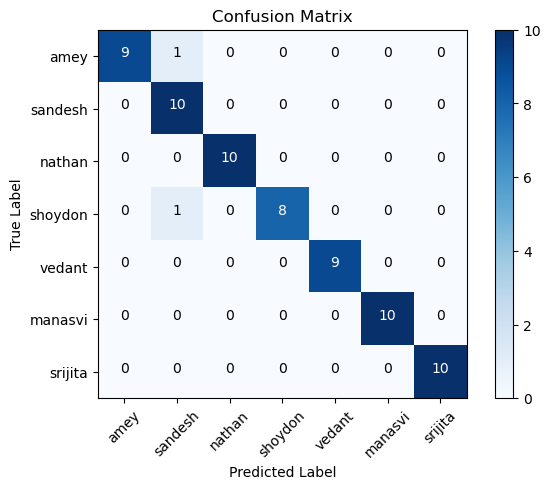 Confusion Matrix
amey 9 1 0 0 0 0 0
sandesh 0 10 0 0 0 0 0
nathan 0 0 10 0 0 0 0
shoydon 0 1 0 8 0 0 0
vedant 0 0 0 0 9 0 0
manasvi 0 0 0 0 0 10 0
srijita 0 0 0 0 0 0 10
amey sandesh nathan shoydon vedant manasvi srijita
True Label
Predicted Label
10
8
6
4
2
0